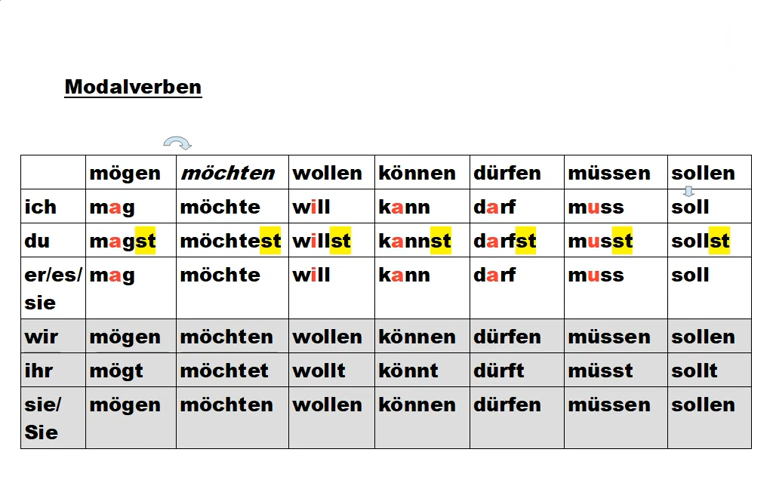 Modalverben
mögen möchten wollen können dürfen müssen sollen
ich mag möchte will kann darf muss soll
du magst möchtest willst kannst darfst musst sollst
er/es/ mag möchte will kann darf muss soll
sie
wir mögen möchten wollen können dürfen müssen sollen
ihr mögt möchtet wollt könnt dürft müsst sollt
sie/ mögen möchten wollen können dürfen müssen sollen
Sie